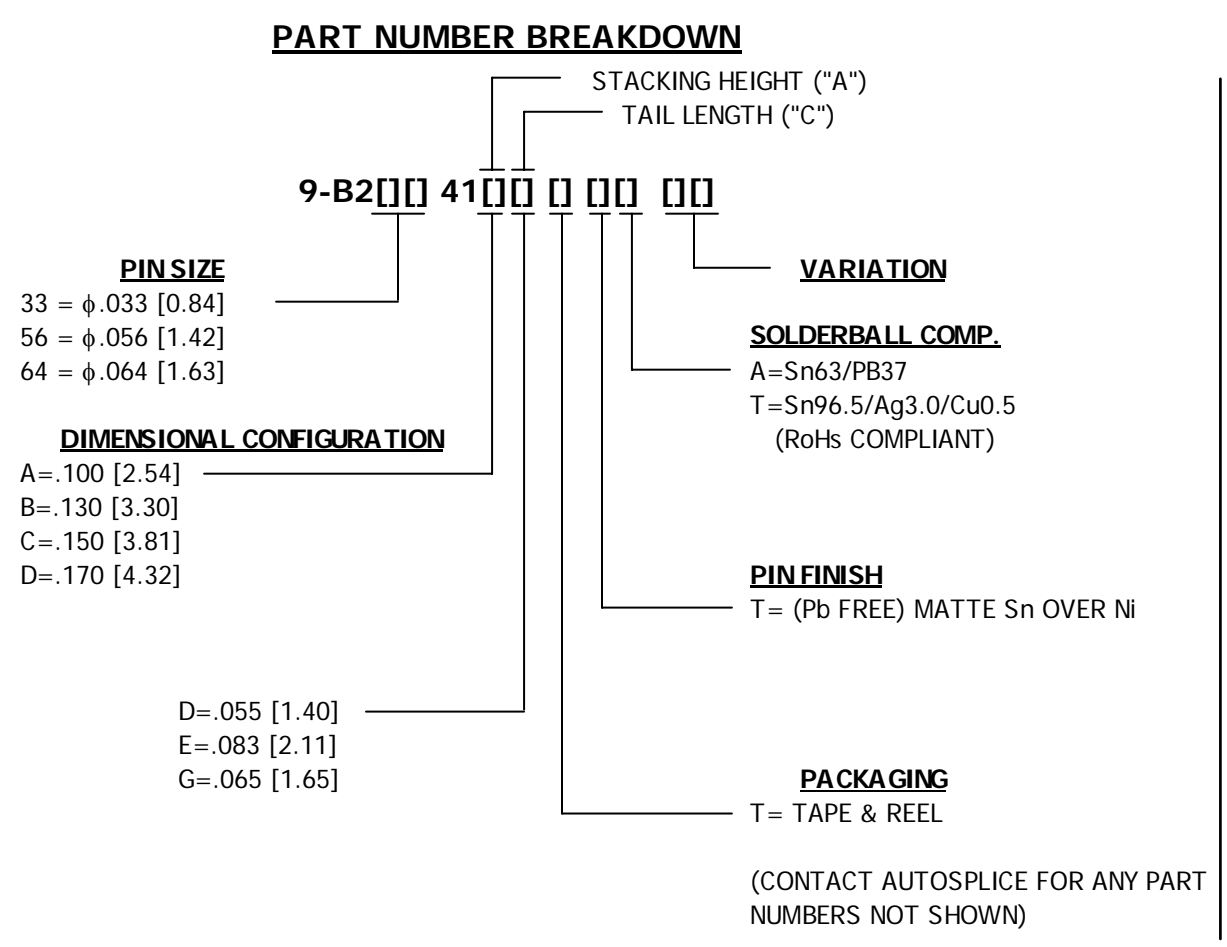 PART NUMBER BREAKDOWN
STACKING HEIGHT ("A")
TAIL LENGTH ("C")
9-B2[][] 41[][] [] [][] [][]
PIN SIZE
33 = ϕ.033 [0.84]
56 = ϕ.056 [1.42]
64 = ϕ.064 [1.63]
DIMENSIONAL CONFIGURATION
A=.100 [2.54]
B=.130 [3.30]
C=.150 [3.81]
D=.170 [4.32]
D=.055 [1.40]
E=.083 [2.11]
G=.065 [1.65]
VARIATION
SOLDERBALL COMP.
A=Sn63/PB37
T=Sn96.5/Ag3.0/Cu0.5
(RoHs COMPLIANT)
PIN FINISH
T= (Pb FREE) MATTE Sn OVER Ni
PACKAGING
T= TAPE & REEL
(CONTACT AUTOSPLICE FOR ANY PART
NUMBERS NOT SHOWN)